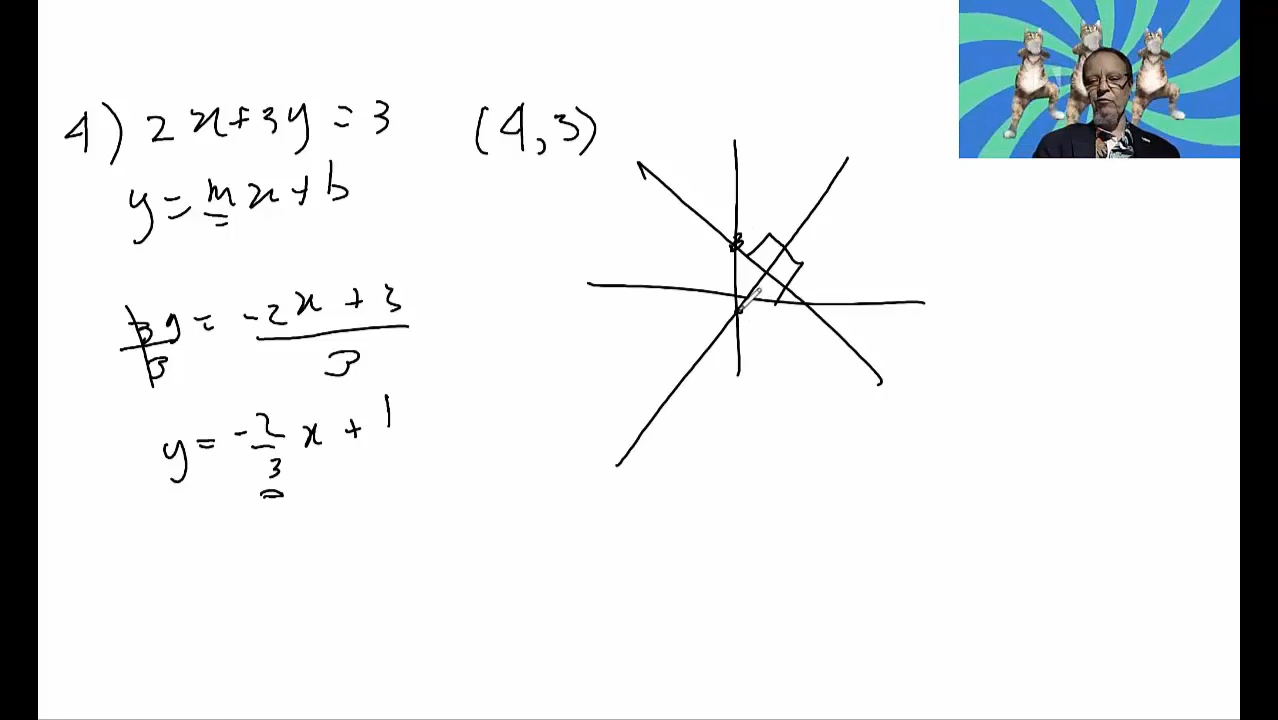 4) 2x+3y=3 (4,3)
y=mx+b
3y = -2x+3
3 3
y = -2 x + 1
3